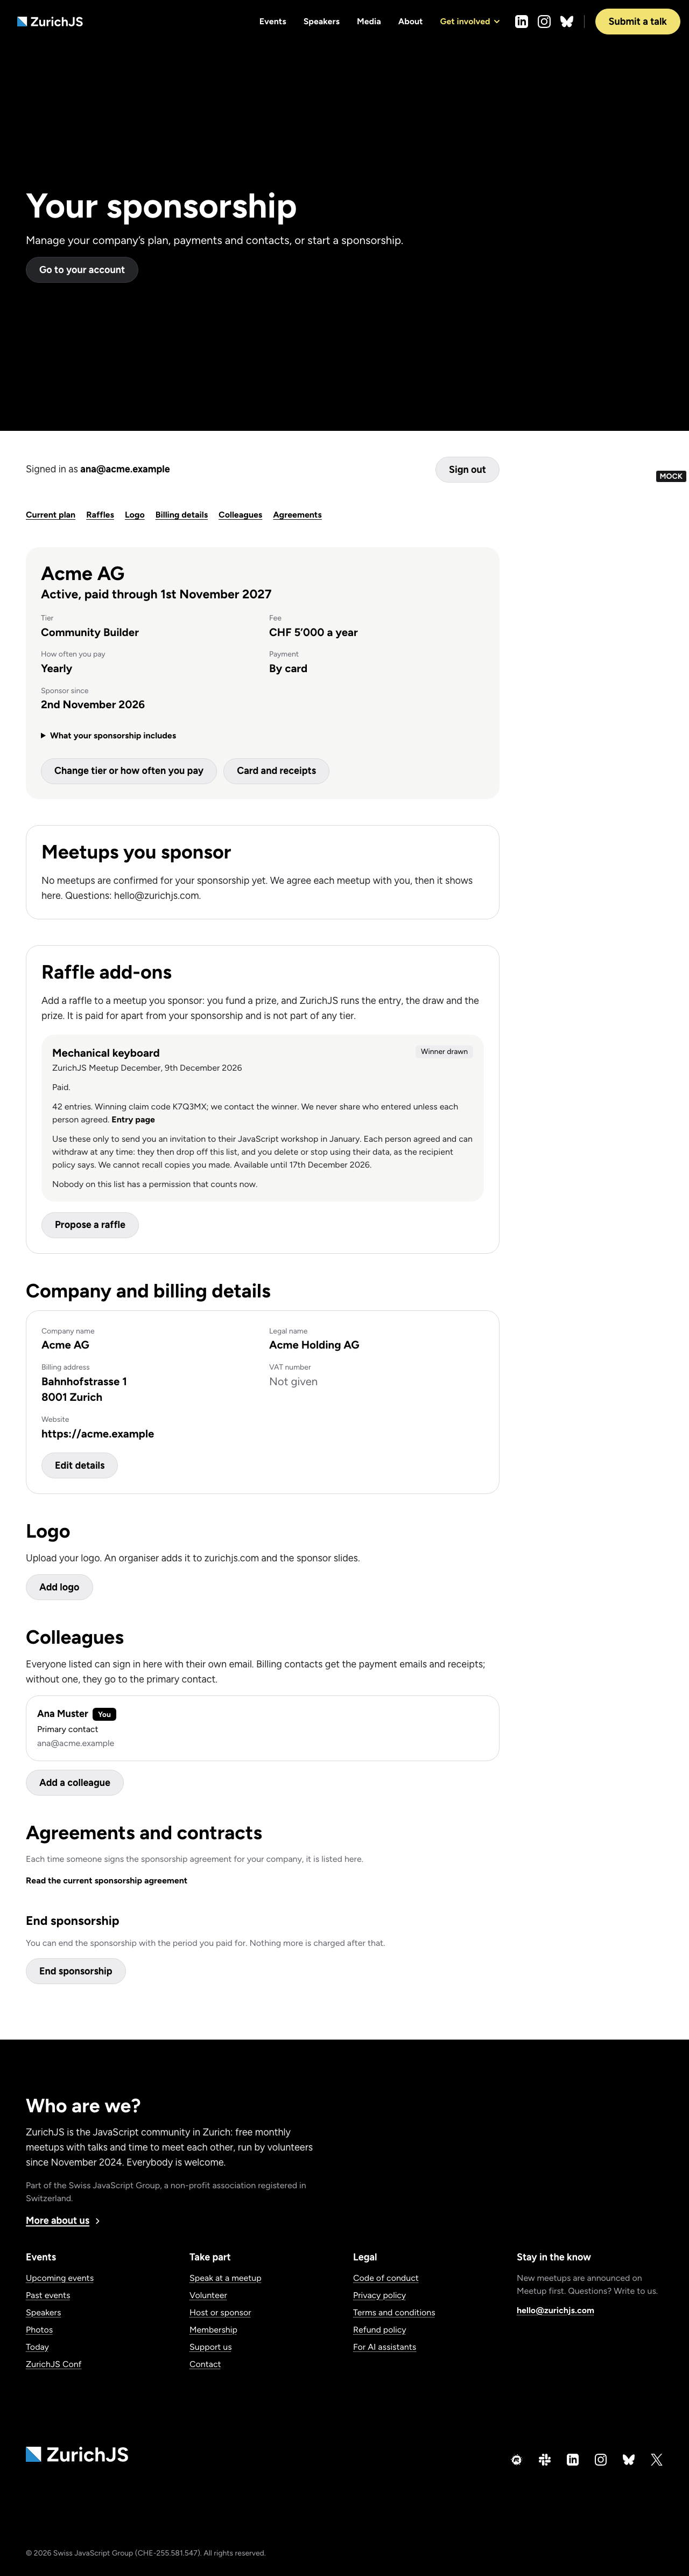 ZurichJS
Events
Speakers
Media
About
Get involved
Submit a talk
Your sponsorship
Manage your company’s plan, payments and contacts, or start a sponsorship.
Go to your account
Signed in as ana@acme.example
Sign out
MOCK
Current plan
Raffles
Logo
Billing details
Colleagues
Agreements
Acme AG
Active, paid through 1st November 2027
Tier
Community Builder
Fee
CHF 5’000 a year
How often you pay
Yearly
Payment
By card
Sponsor since
2nd November 2026
What your sponsorship includes
Change tier or how often you pay
Card and receipts
Meetups you sponsor
No meetups are confirmed for your sponsorship yet. We agree each meetup with you, then it shows
here. Questions: hello@zurichjs.com.
Raffle add-ons
Add a raffle to a meetup you sponsor: you fund a prize, and ZurichJS runs the entry, the draw and the
prize. It is paid for apart from your sponsorship and is not part of any tier.
Mechanical keyboard
Winner drawn
ZurichJS Meetup December, 9th December 2026
Paid.
42 entries. Winning claim code K7Q3MX; we contact the winner. We never share who entered unless each
person agreed. Entry page
Use these only to send you an invitation to their JavaScript workshop in January. Each person agreed and can
withdraw at any time: they then drop off this list, and you delete or stop using their data, as the recipient
policy says. We cannot recall copies you made. Available until 17th December 2026.
Nobody on this list has a permission that counts now.
Propose a raffle
Company and billing details
Company name
Acme AG
Legal name
Acme Holding AG
Billing address
Bahnhofstrasse 1
8001 Zurich
VAT number
Not given
Website
https://acme.example
Edit details
Logo
Upload your logo. An organiser adds it to zurichjs.com and the sponsor slides.
Add logo
Colleagues
Everyone listed can sign in here with their own email. Billing contacts get the payment emails and receipts;
without one, they go to the primary contact.
Ana Muster
You
Primary contact
ana@acme.example
Add a colleague
Agreements and contracts
Each time someone signs the sponsorship agreement for your company, it is listed here.
Read the current sponsorship agreement
End sponsorship
You can end the sponsorship with the period you paid for. Nothing more is charged after that.
End sponsorship
Who are we?
ZurichJS is the JavaScript community in Zurich: free monthly
meetups with talks and time to meet each other, run by volunteers
since November 2024. Everybody is welcome.
Part of the Swiss JavaScript Group, a non-profit association registered in
Switzerland.
More about us
Events
Upcoming events
Past events
Speakers
Photos
Today
ZurichJS Conf
Take part
Speak at a meetup
Volunteer
Host or sponsor
Membership
Support us
Contact
Legal
Code of conduct
Privacy policy
Terms and conditions
Refund policy
For AI assistants
Stay in the know
New meetups are announced on
Meetup first. Questions? Write to us.
hello@zurichjs.com
ZurichJS
© 2026 Swiss JavaScript Group (CHE-255.581.547). All rights reserved.